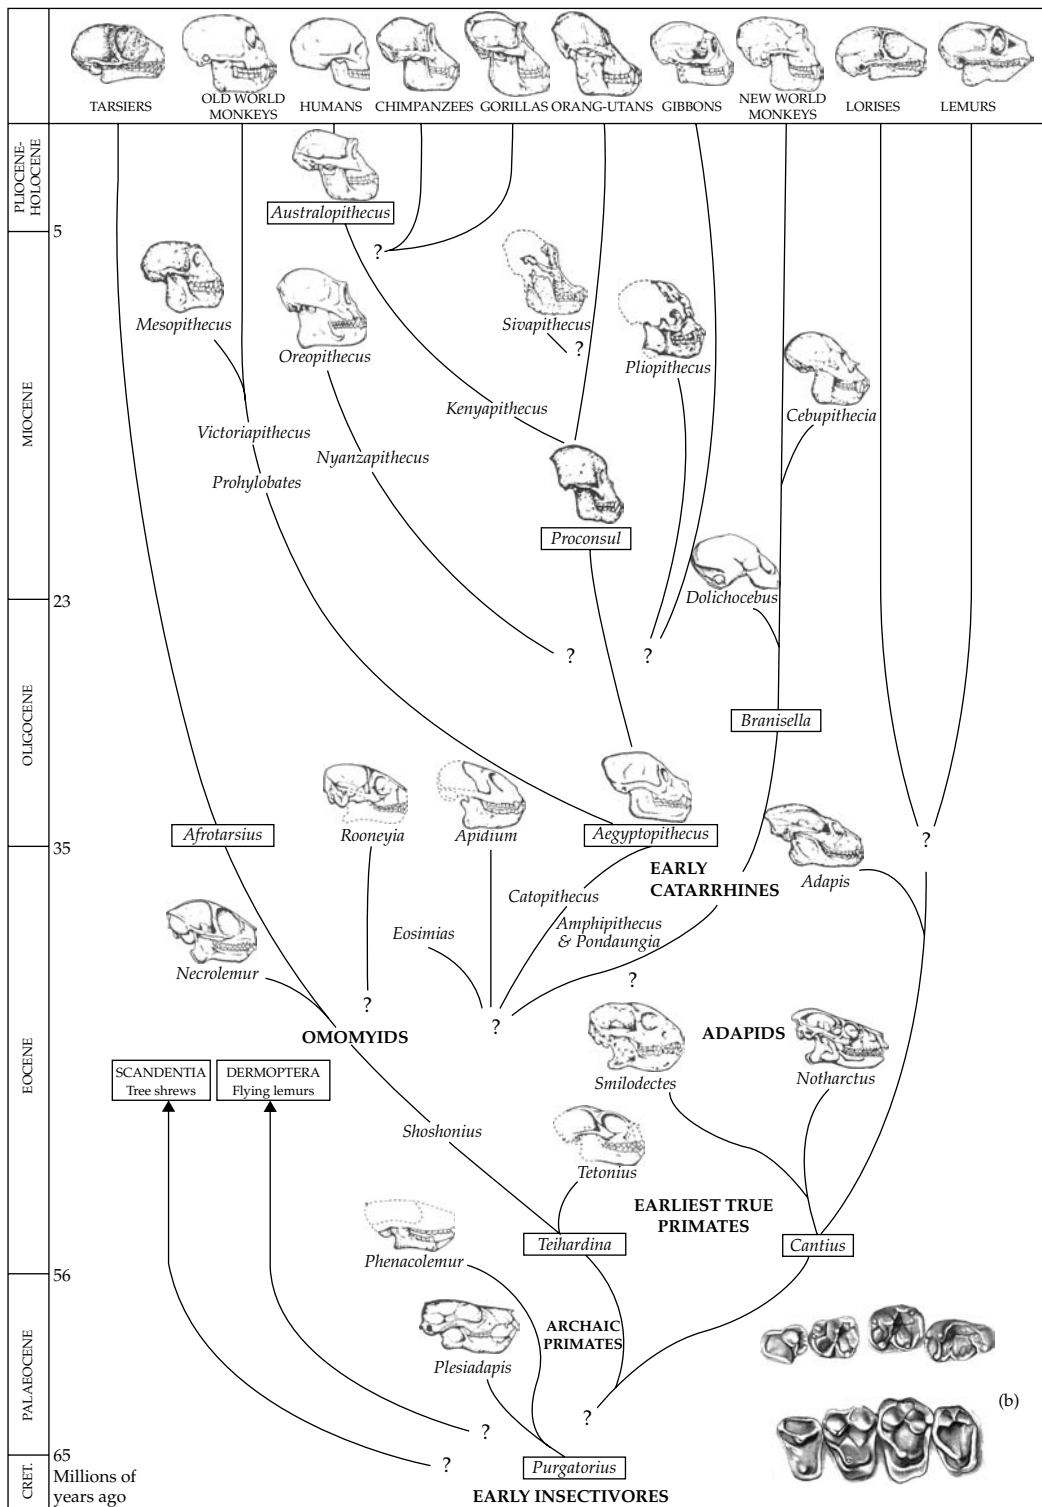 TARSIERS
OLD WORLD
MONKEYS
HUMANS
CHIMPANZEES
GORILLAS
ORANG-UTANS
GIBBONS
NEW WORLD
MONKEYS
LORISES
LEMURS
PLIOCENE-
HOLOCENE
Australopithecus
5
?
Mesopithecus
Oreopithecus
Sivapithecus
?
Pliopithecus
Cebupithecia
MIOCENE
Kenyapithecus
Victoriapithecus
Nyanzapithecus
Prohylobates
Proconsul
Dolichocebus
23
?
?
OLIGOCENE
Branisella
Afrotarsius
Rooneyia
Apidium
Aegyptopithecus
?
35
EARLY
CATARRHINES
Adapis
Catopithecus
Amphipithecus
& Pondaungia
Eosimias
Necrolemur
?
?
?
OMOMYIDS
ADAPIDS
EOCENE
SCANDENTIA
Tree shrews
DERMOPTERA
Flying lemurs
Smilodectes
Notharctus
Shoshonius
Tetonius
EARLIEST TRUE
PRIMATES
Teihardina
Cantius
Phenacolemur
56
ARCHAIC
PRIMATES
Plesiadapis
PALAEOCENE
(b)
?
?
65
?
Purgatorius
CRET.
Millions of
years ago
EARLY INSECTIVORES